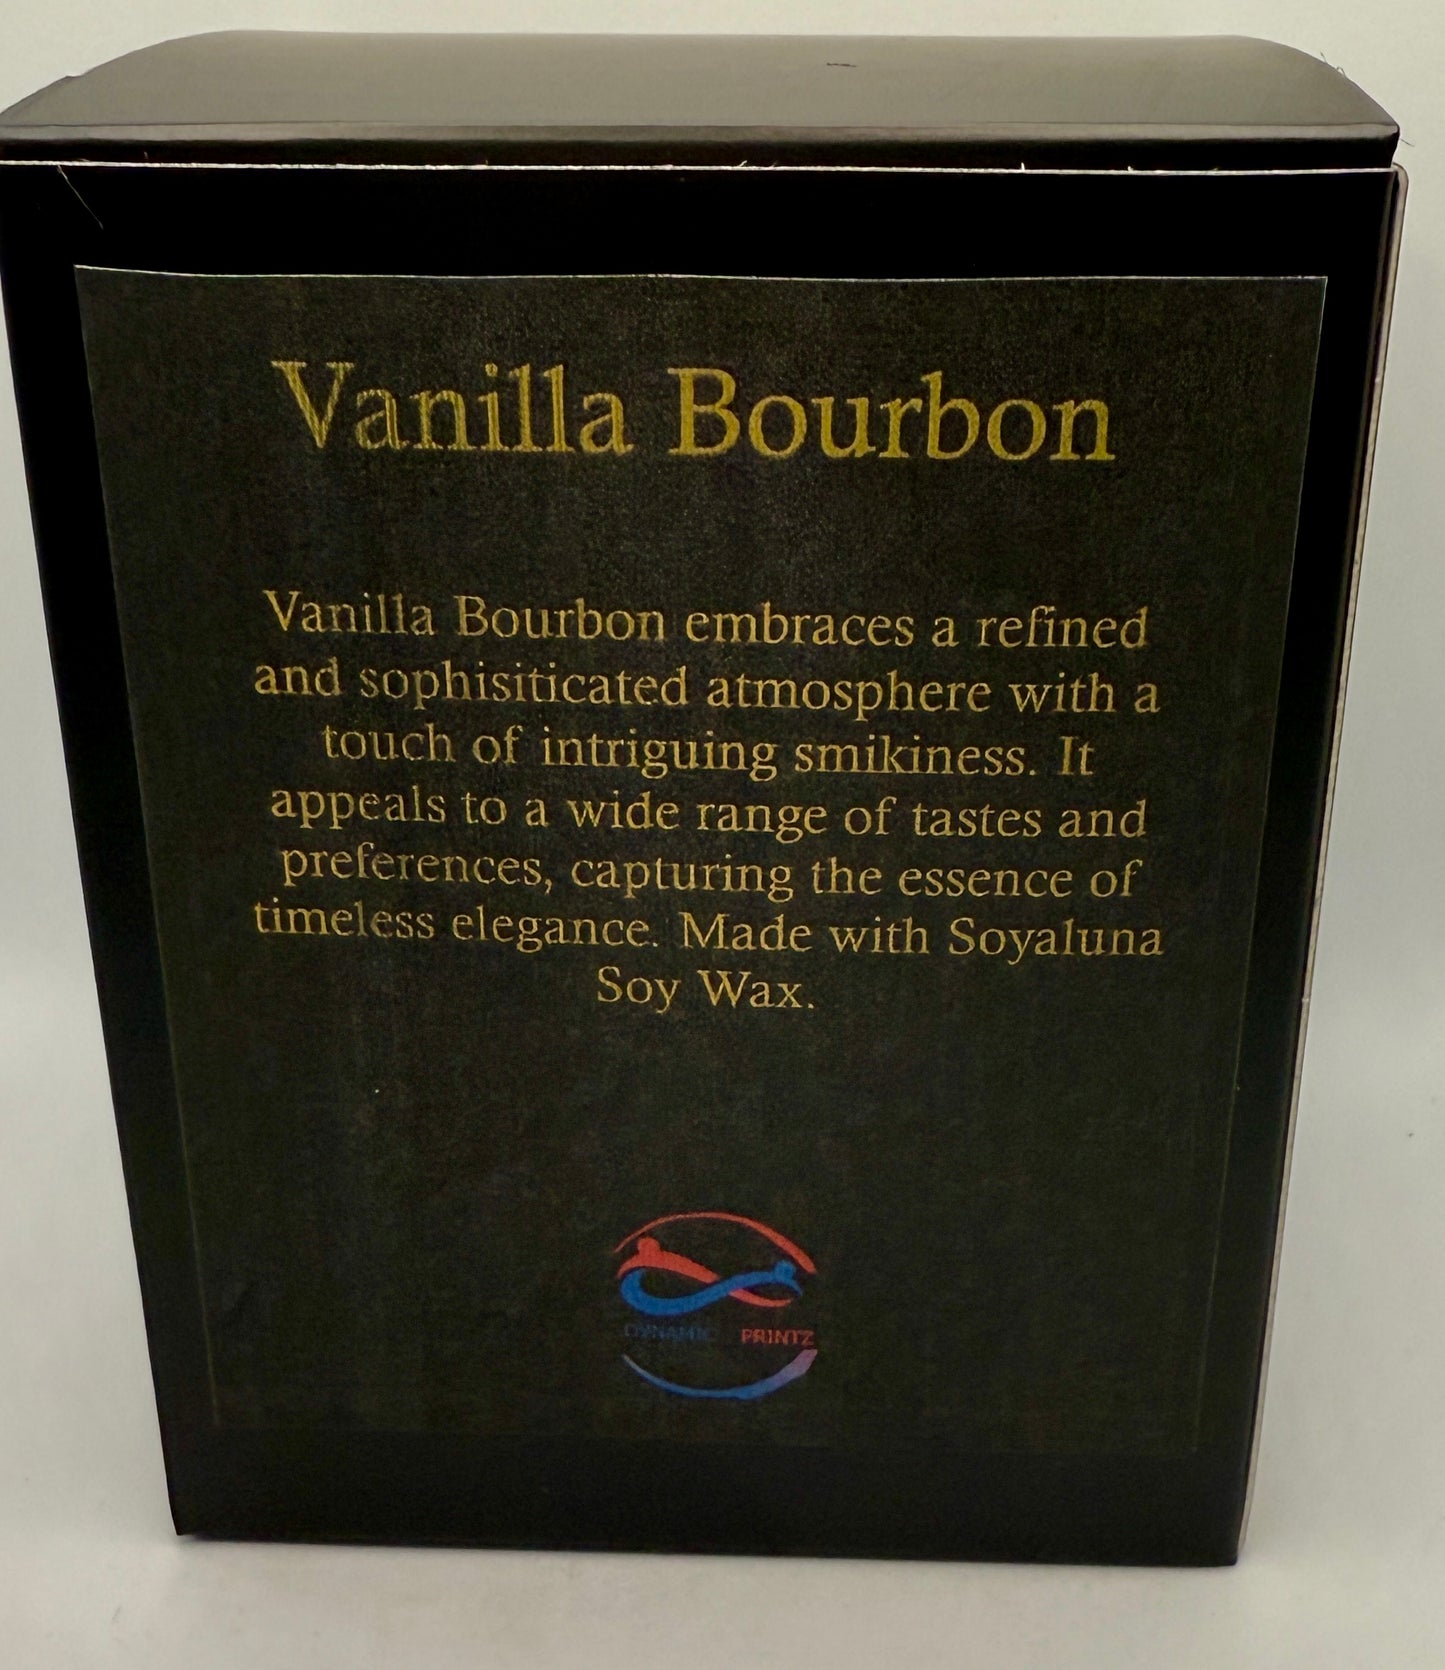 Vanilla Bourbon
Vanilla Bourbon embraces a refined
and sophisiticated atmosphere with a
touch of intriguing smikiness. It
appeals to a wide range of tastes and
preferences, capturing the essence of
timeless elegance. Made with Soyaluna
Soy Wax.
DYNAMIC PRINTZ